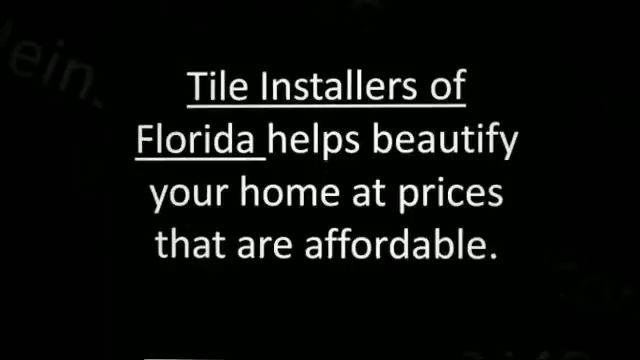 Tile Installers of
Florida helps beautify
your home at prices
that are affordable.